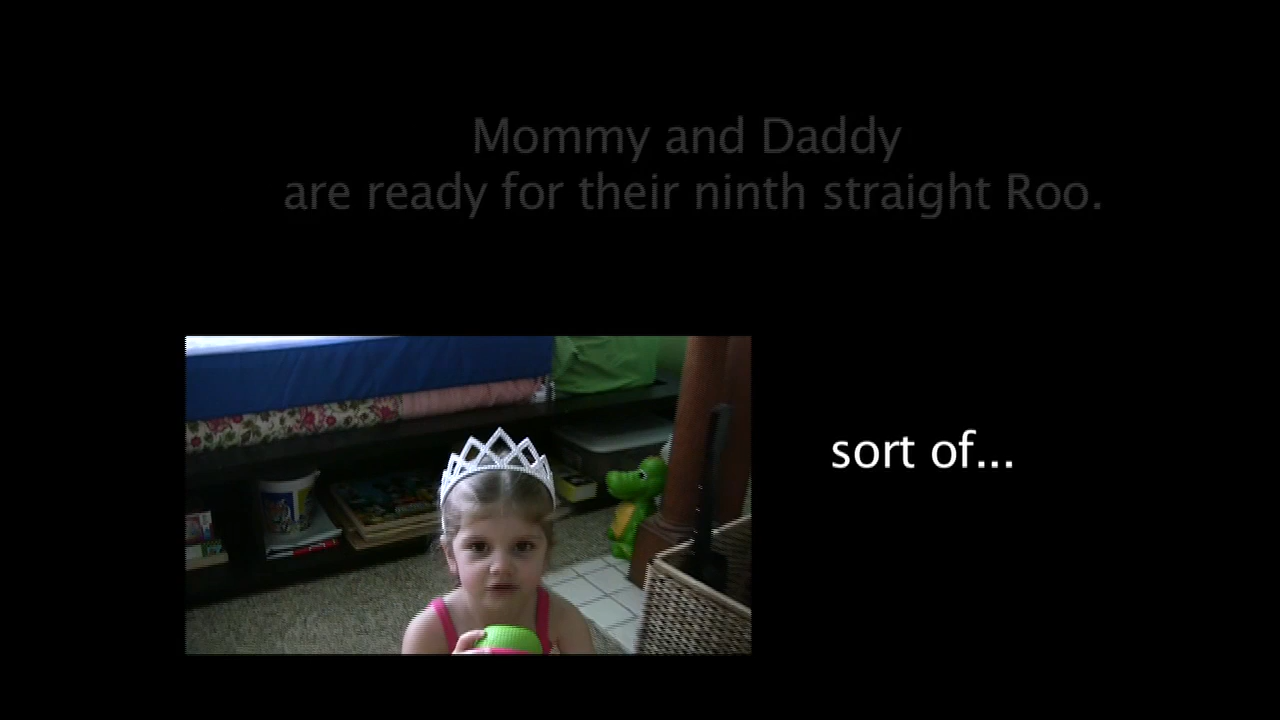 Mommy and Daddy
are ready for their ninth straight Roo.
sort of...